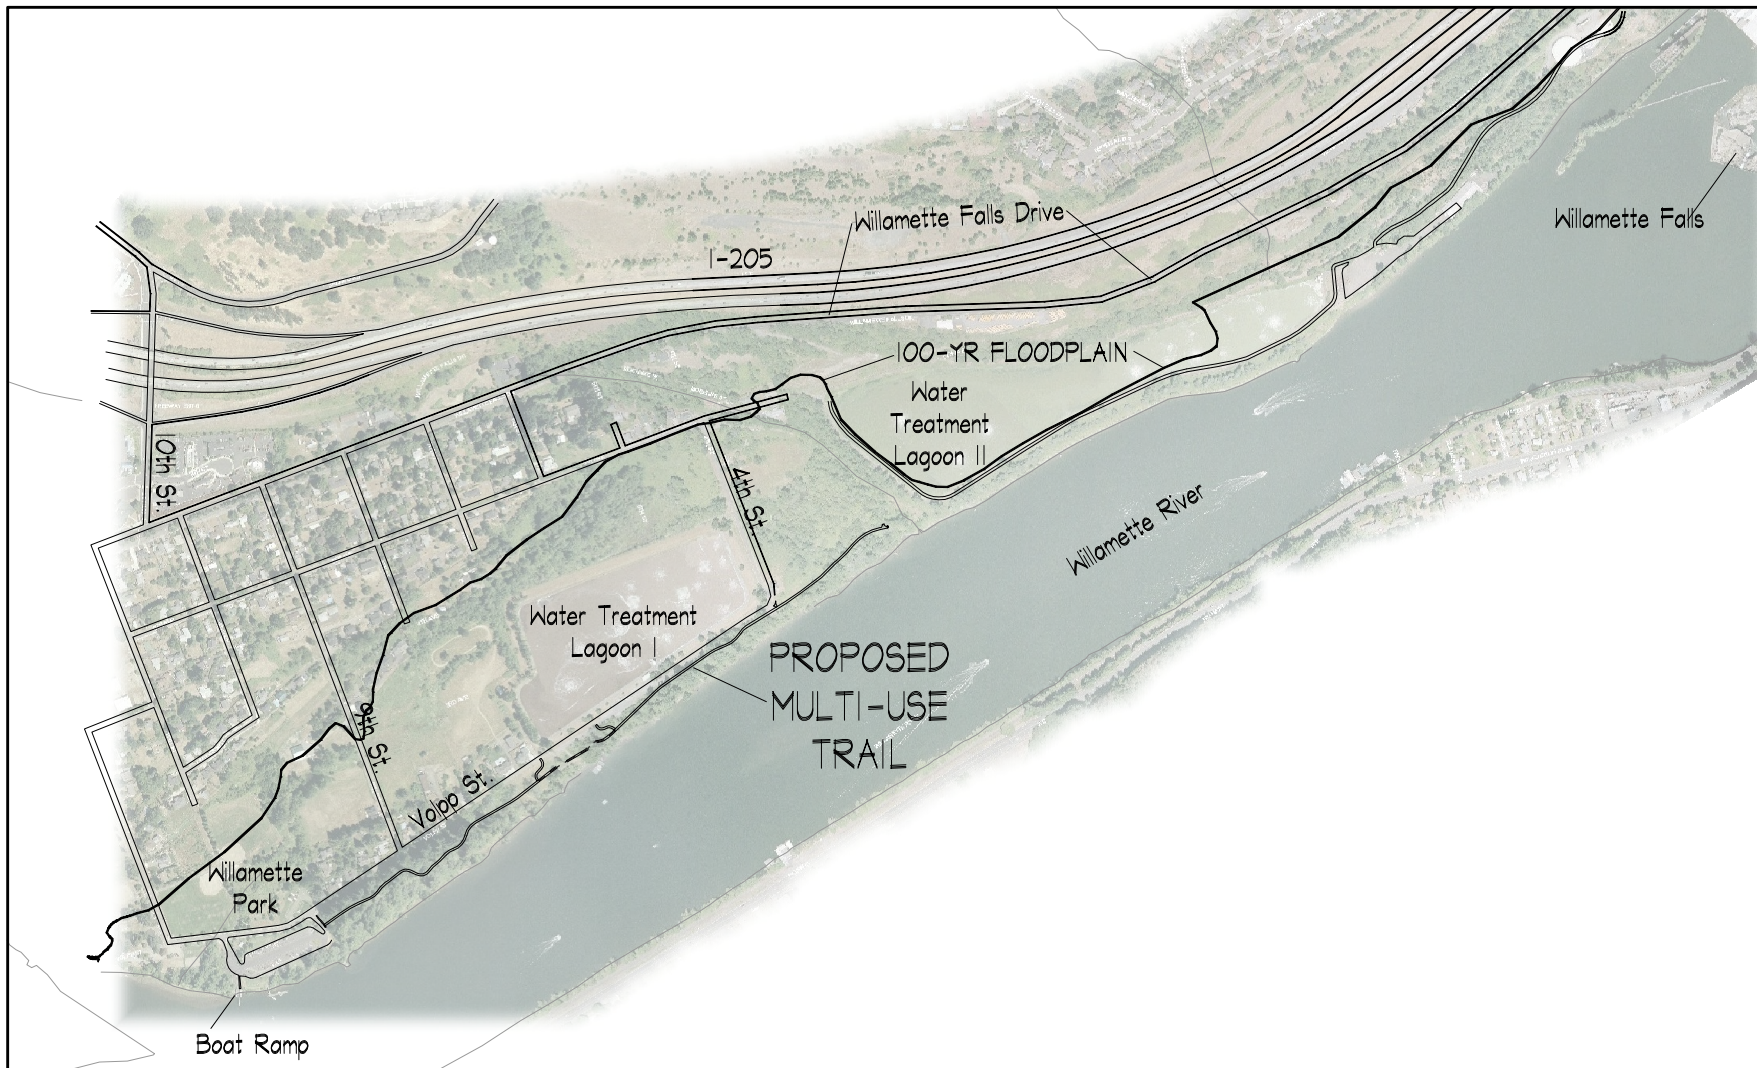 Willamette Falls Drive
Willamette Falls
I-205
100-YR FLOODPLAIN
Water
Treatment
Lagoon II
10th St.
4th St.
Willamette River
Water Treatment
Lagoon I
PROPOSED
MULTI-USE
TRAIL
9th St.
Volpp St.
Willamette
Park
Boat Ramp